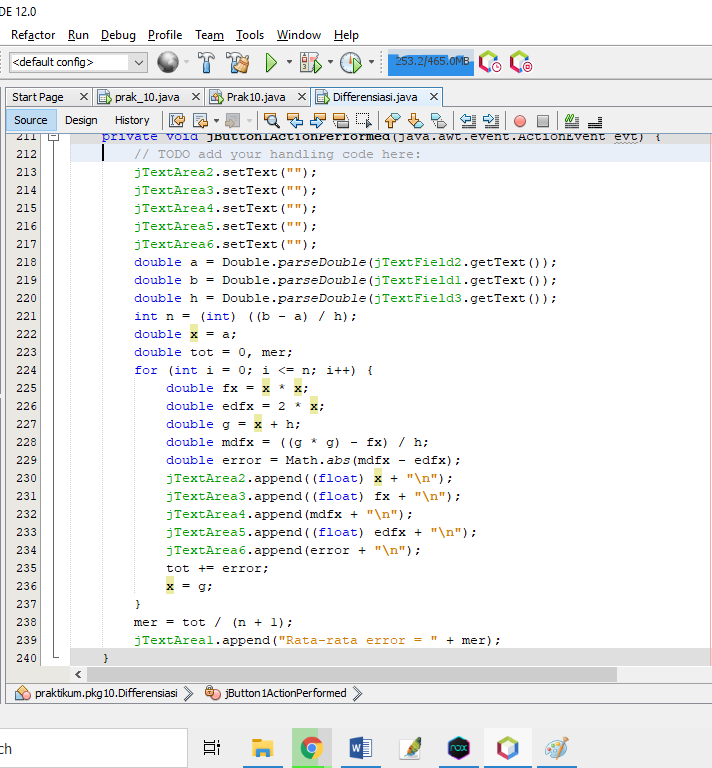 DE 12.0
Refactor Run Debug Profile Team Tools Window Help
<default config> 253.2/465.0MB
Start Page prak_10.java Prak10.java Differensiasi.java
Source Design History
211 private void jButton1ActionPerformed(java.awt.event.ActionEvent evt) {
212 // TODO add your handling code here:
213 jTextArea2.setText("");
214 jTextArea3.setText("");
215 jTextArea4.setText("");
216 jTextArea5.setText("");
217 jTextArea6.setText("");
218 double a = Double.parseDouble(jTextField2.getText());
219 double b = Double.parseDouble(jTextField1.getText());
220 double h = Double.parseDouble(jTextField3.getText());
221 int n = (int) ((b - a) / h);
222 double x = a;
223 double tot = 0, mer;
224 for (int i = 0; i <= n; i++) {
225 double fx = x * x;
226 double edfx = 2 * x;
227 double g = x + h;
228 double mdfx = ((g * g) - fx) / h;
229 double error = Math.abs(mdfx - edfx);
230 jTextArea2.append((float) x + "\n");
231 jTextArea3.append((float) fx + "\n");
232 jTextArea4.append(mdfx + "\n");
233 jTextArea5.append((float) edfx + "\n");
234 jTextArea6.append(error + "\n");
235 tot += error;
236 x = g;
237 }
238 mer = tot / (n + 1);
239 jTextArea1.append("Rata-rata error = " + mer);
240 }
praktikum.pkg10.Differensiasi jButton1ActionPerformed
ch
nox